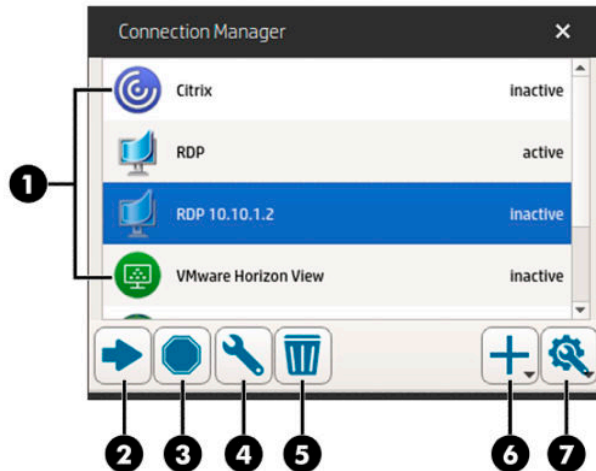 Connection Manager
Citrix inactive
RDP active
1
RDP 10.10.1.2 inactive
VMware Horizon View inactive
2 3 4 5 6 7